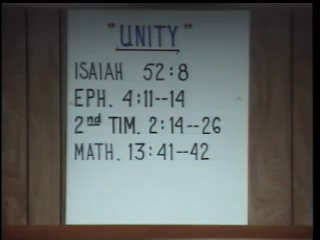 "UNITY"
ISAIAH 52:8
EPH. 4:11--14
2nd TIM. 2:14--26
MATH. 13:41--42